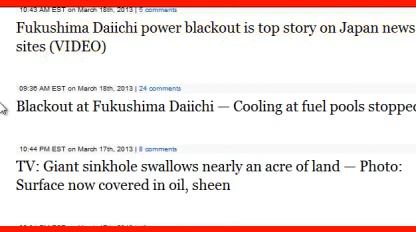 10:43 AM EST on March 18th, 2013 | 5 comments
Fukushima Daiichi power blackout is top story on Japan news
sites (VIDEO)
09:36 AM EST on March 18th, 2013 | 24 comments
Blackout at Fukushima Daiichi — Cooling at fuel pools stopped
10:44 PM EST on March 17th, 2013 | 8 comments
TV: Giant sinkhole swallows nearly an acre of land — Photo:
Surface now covered in oil, sheen